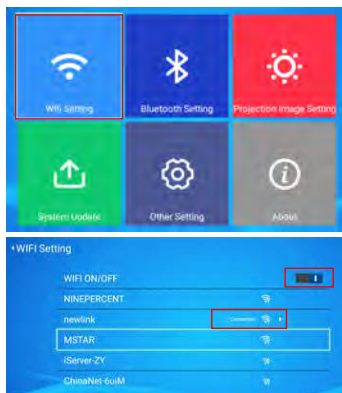 Wifi Setting
Bluetooth Setting
Projection Image Setting
System Update
Other Setting
About
WIFI Setting
WIFI ON/OFF
NINEPERCENT
newlink
MSTAR
iServer-ZY
ChinaNet-6uiM